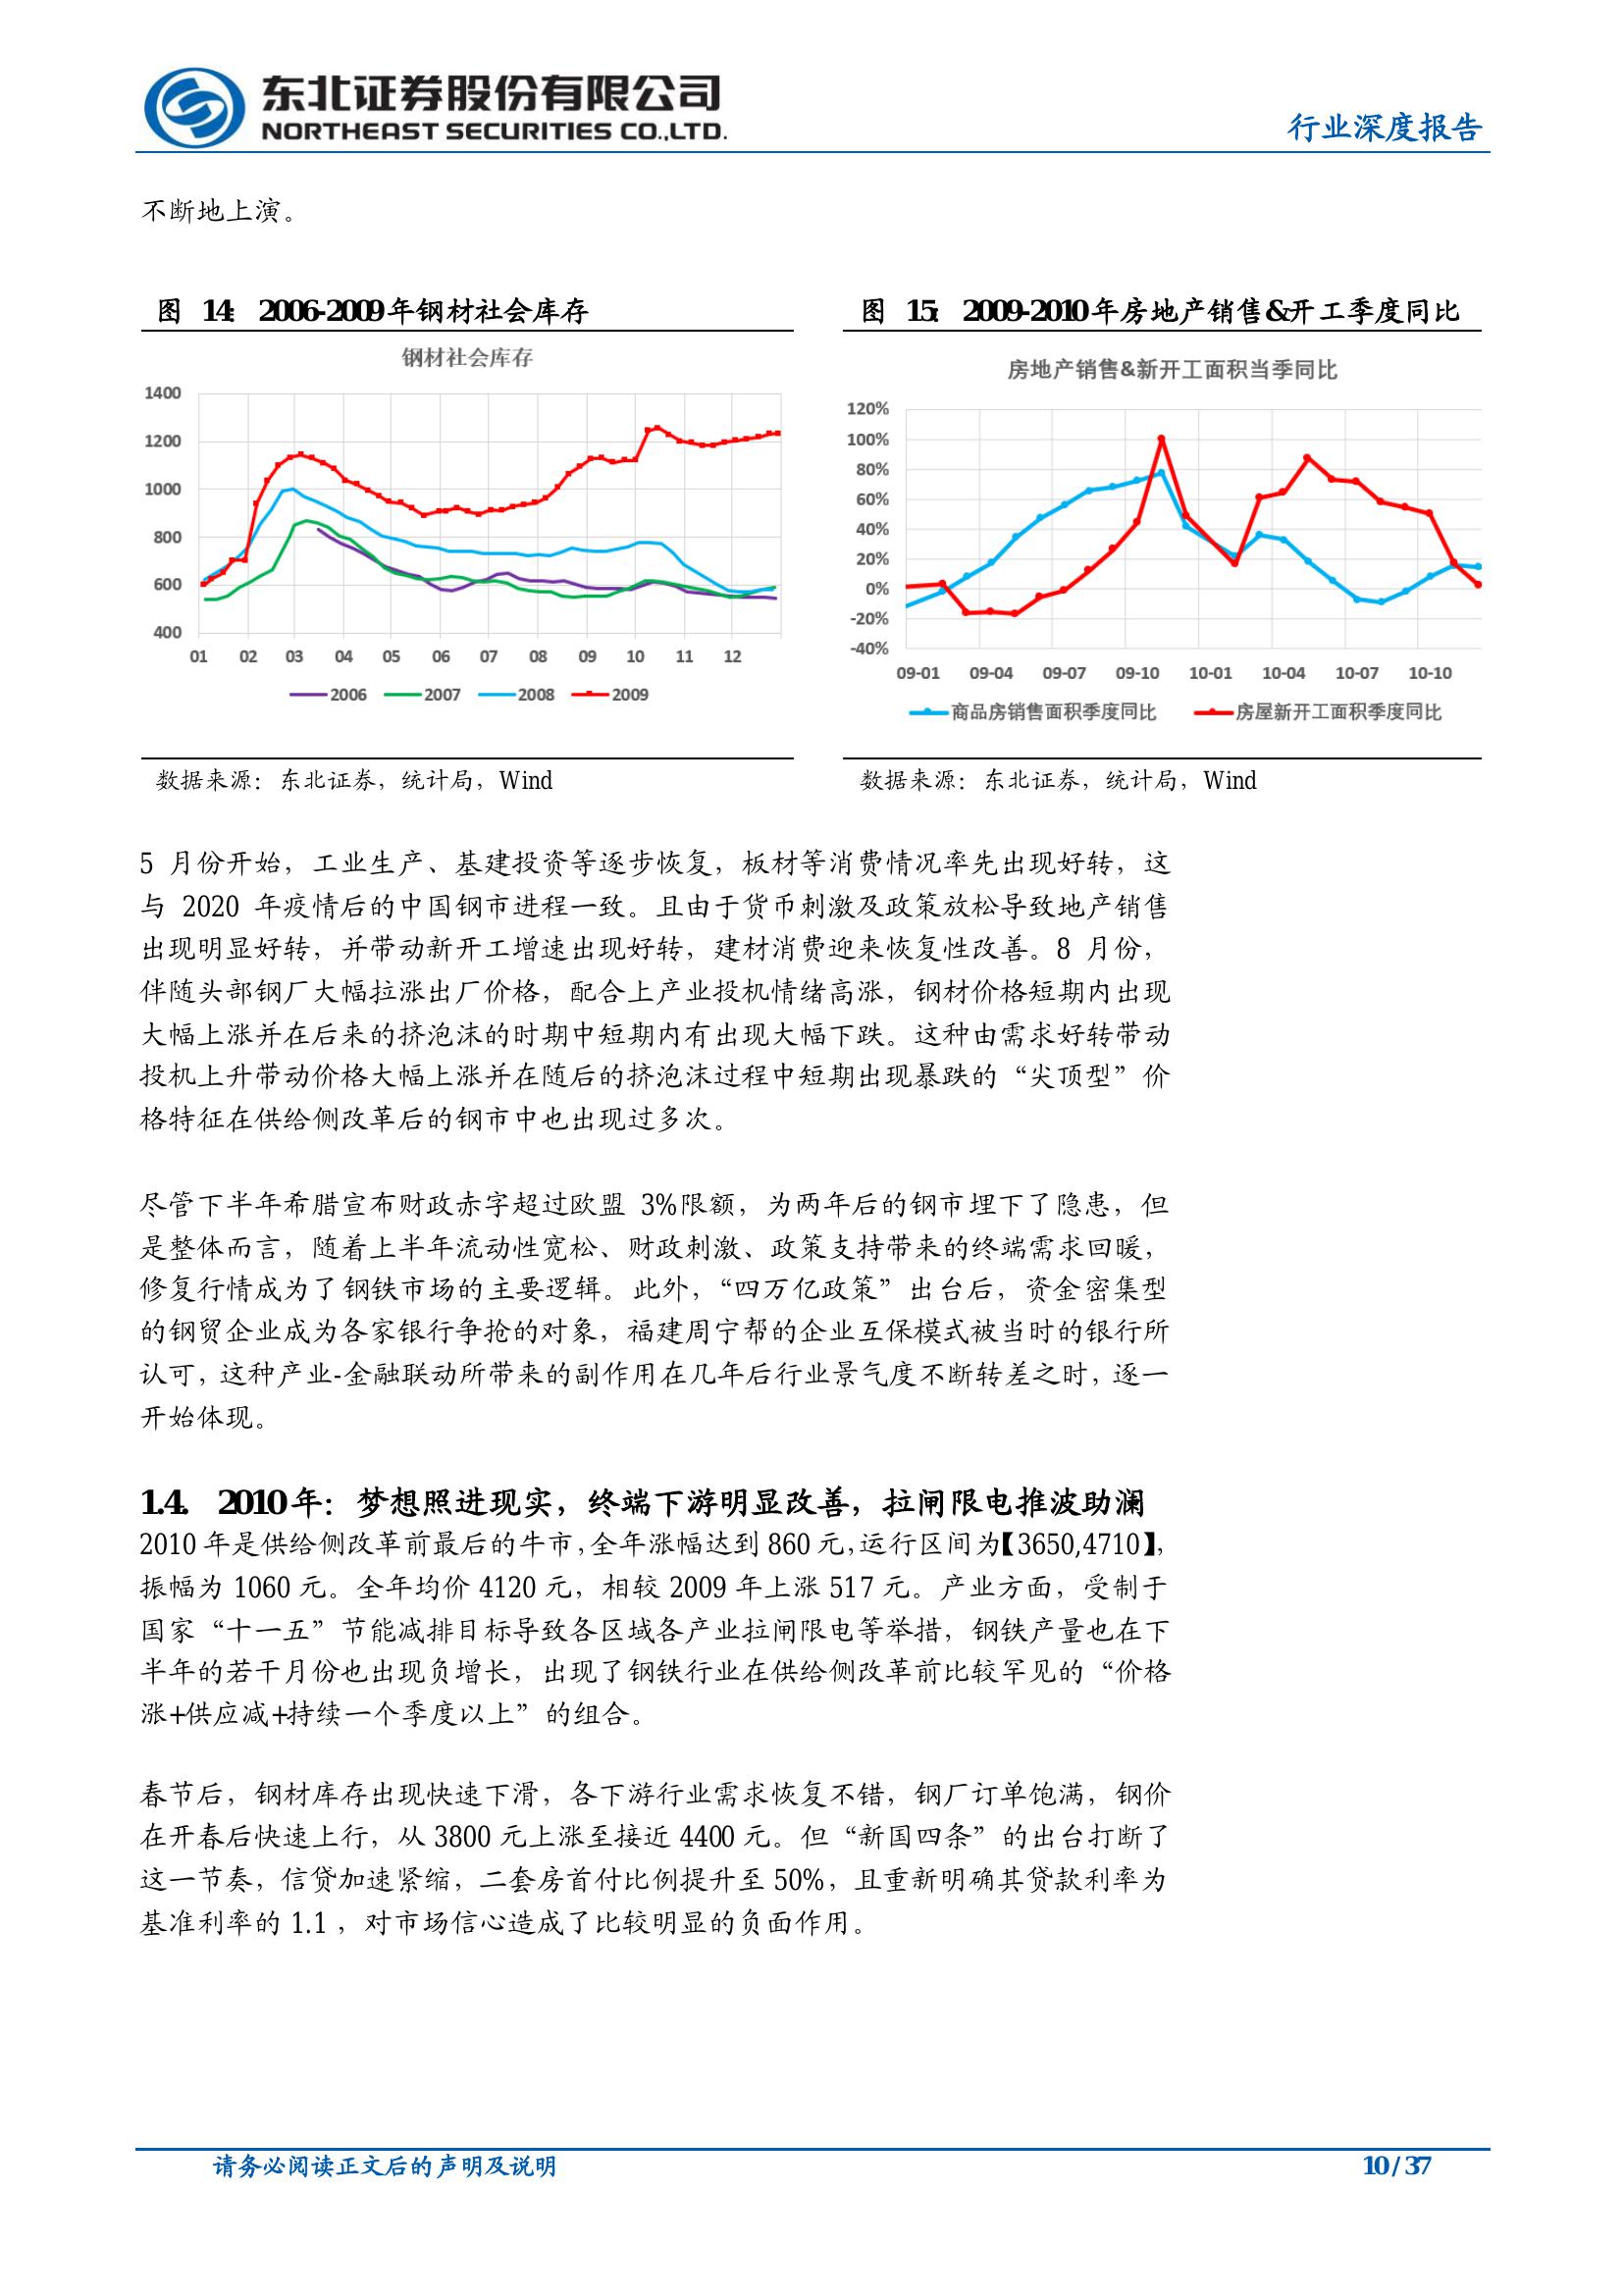 东北证券股份有限公司
NORTHEAST SECURITIES CO.,LTD.
行业深度报告
不断地上演。
图 14： 2006-2009年钢材社会库存
钢材社会库存
1400
1200
1000
800
600
400
01 02 03 04 05 06 07 08 09 10 11 12
2006 2007 2008 2009
数据来源：东北证券，统计局，Wind
图 15： 2009-2010年房地产销售&开工季度同比
房地产销售&新开工面积当季同比
120%
100%
80%
60%
40%
20%
0%
-20%
-40%
09-01 09-04 09-07 09-10 10-01 10-04 10-07 10-10
商品房销售面积季度同比 房屋新开工面积季度同比
数据来源：东北证券，统计局，Wind
5 月份开始，工业生产、基建投资等逐步恢复，板材等消费情况率先出现好转，这
与 2020 年疫情后的中国钢市进程一致。且由于货币刺激及政策放松导致地产销售
出现明显好转，并带动新开工增速出现好转，建材消费迎来恢复性改善。8 月份，
伴随头部钢厂大幅拉涨出厂价格，配合上产业投机情绪高涨，钢材价格短期内出现
大幅上涨并在后来的挤泡沫的时期中短期内有出现大幅下跌。这种由需求好转带动
投机上升带动价格大幅上涨并在随后的挤泡沫过程中短期出现暴跌的“尖顶型”价
格特征在供给侧改革后的钢市中也出现过多次。
尽管下半年希腊宣布财政赤字超过欧盟 3%限额，为两年后的钢市埋下了隐患，但
是整体而言，随着上半年流动性宽松、财政刺激、政策支持带来的终端需求回暖，
修复行情成为了钢铁市场的主要逻辑。此外，“四万亿政策”出台后，资金密集型
的钢贸企业成为各家银行争抢的对象，福建周宁帮的企业互保模式被当时的银行所
认可，这种产业-金融联动所带来的副作用在几年后行业景气度不断转差之时，逐一
开始体现。
1.4. 2010年：梦想照进现实，终端下游明显改善，拉闸限电推波助澜
2010 年是供给侧改革前最后的牛市，全年涨幅达到 860 元，运行区间为【3650,4710】，
振幅为 1060 元。全年均价 4120 元，相较 2009 年上涨 517 元。产业方面，受制于
国家“十一五”节能减排目标导致各区域各产业拉闸限电等举措，钢铁产量也在下
半年的若干月份也出现负增长，出现了钢铁行业在供给侧改革前比较罕见的“价格
涨+供应减+持续一个季度以上”的组合。
春节后，钢材库存出现快速下滑，各下游行业需求恢复不错，钢厂订单饱满，钢价
在开春后快速上行，从 3800 元上涨至接近 4400 元。但“新国四条”的出台打断了
这一节奏，信贷加速紧缩，二套房首付比例提升至 50%，且重新明确其贷款利率为
基准利率的 1.1 ，对市场信心造成了比较明显的负面作用。
请务必阅读正文后的声明及说明
10 / 37